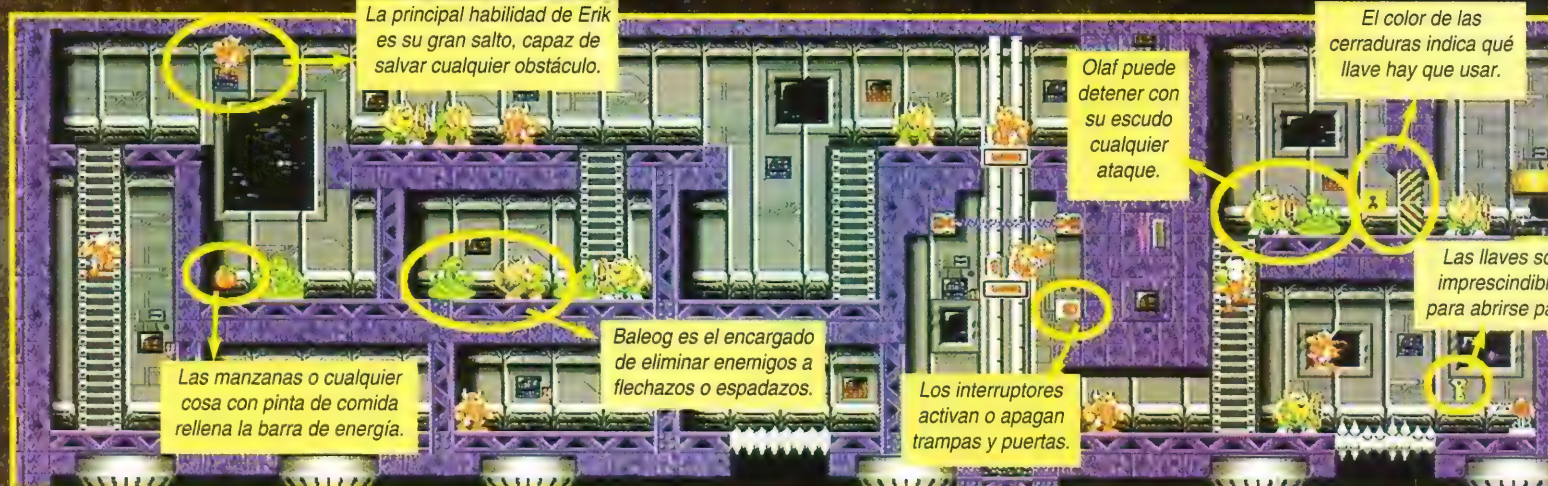 La principal habilidad de Erik
es su gran salto, capaz de
salvar cualquier obstáculo.
El color de las
cerraduras indica qué
llave hay que usar.
Olaf puede
detener con
su escudo
cualquier
ataque.
Las llaves
para abrirse
Baleog es el encargado
de eliminar enemigos a
flechazos o espadazos.
Las manzanas o cualquier
cosa con pinta de comida
rellena la barra de energía.
Los interruptores
activan o apagan
trampas y puertas.